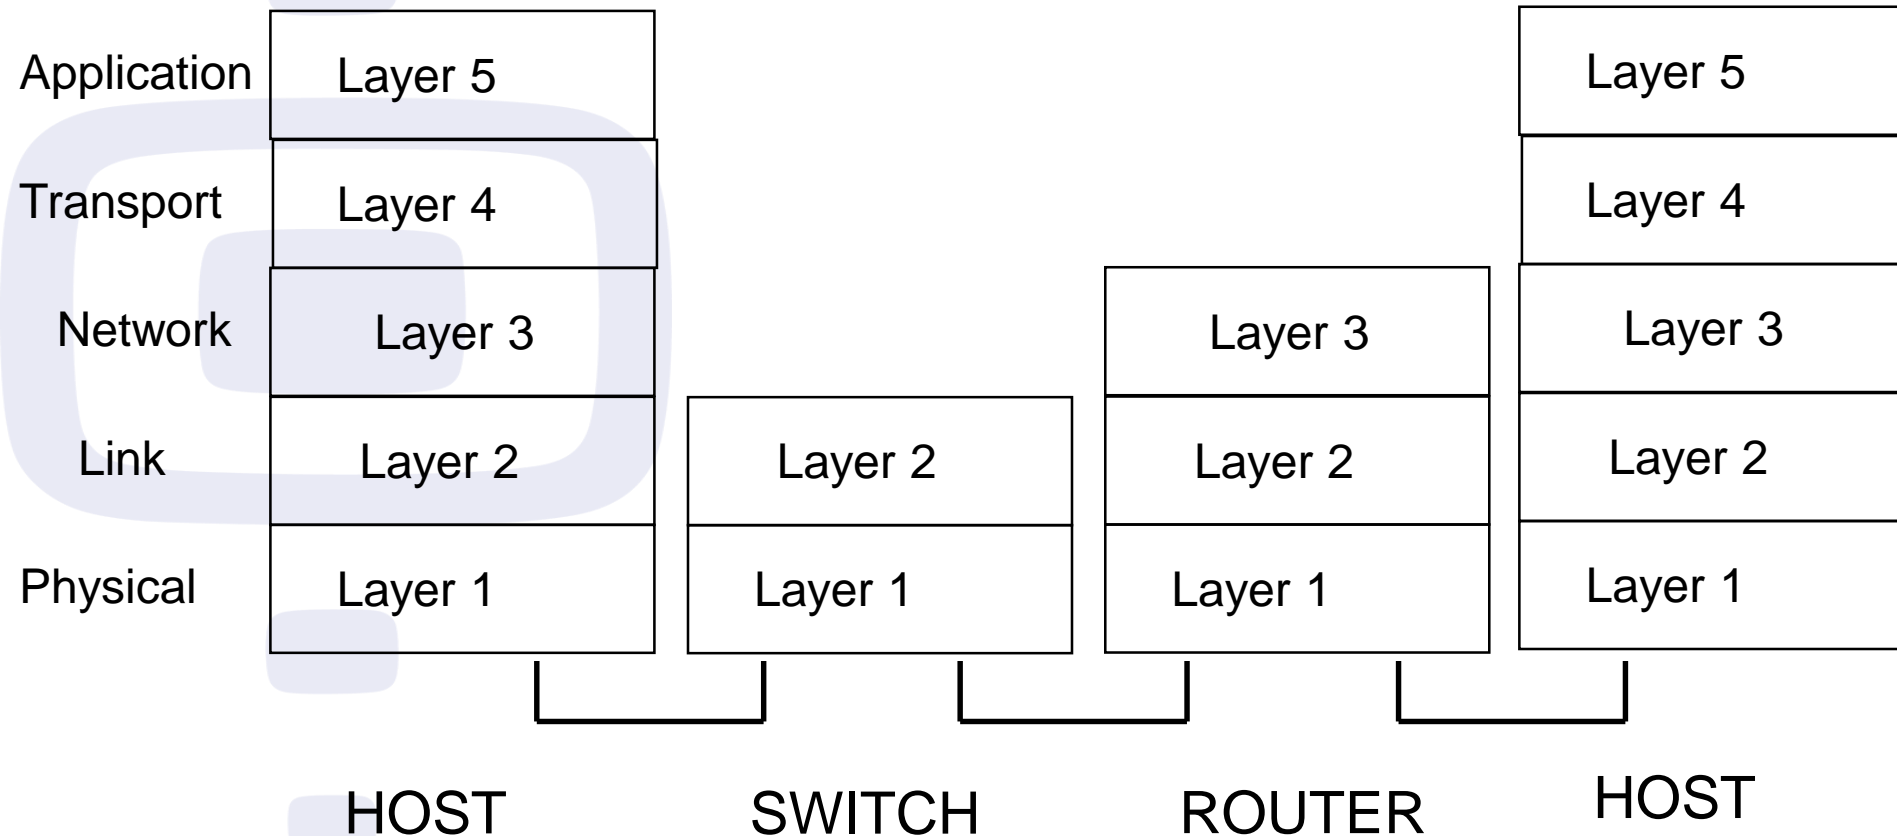 Application Layer 5 Layer 5
Transport Layer 4 Layer 4
Network Layer 3 Layer 3 Layer 3
Link Layer 2 Layer 2 Layer 2 Layer 2
Physical Layer 1 Layer 1 Layer 1 Layer 1
HOST SWITCH ROUTER HOST